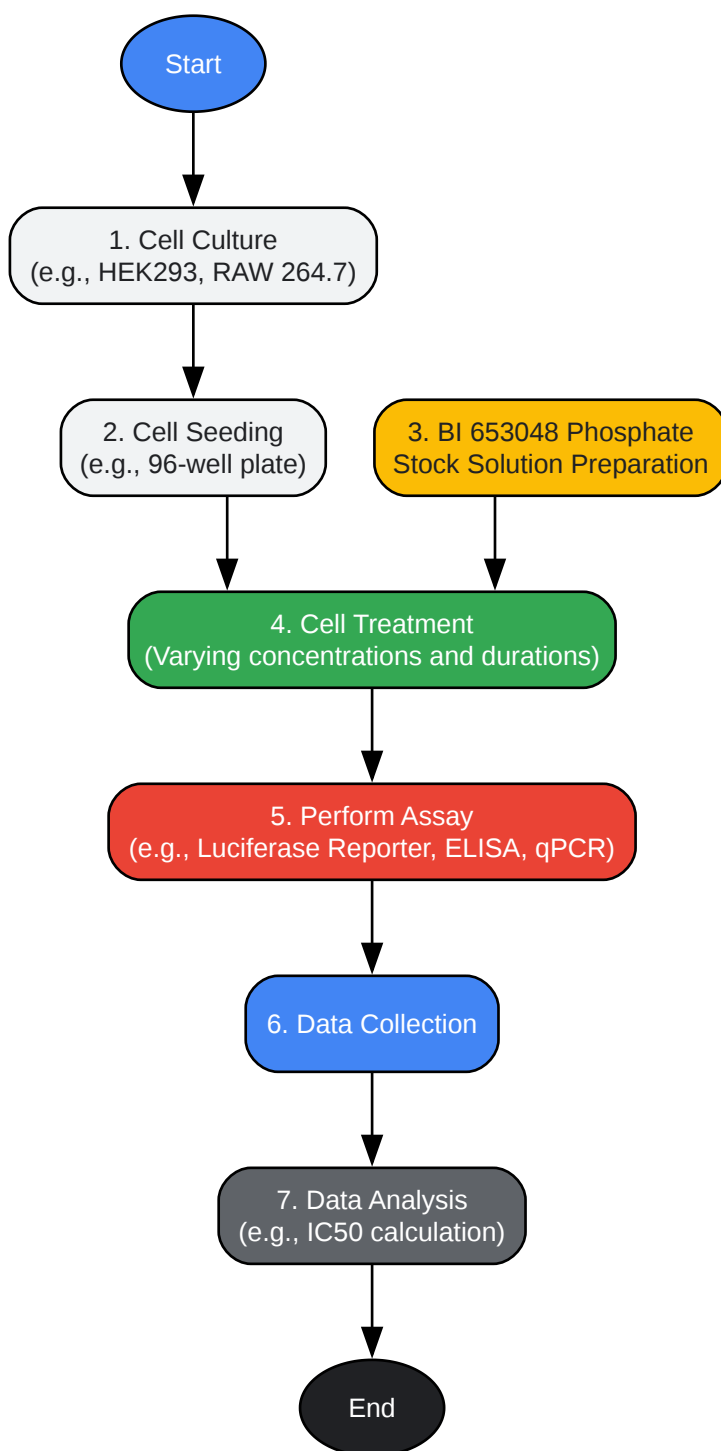 Start
1. Cell Culture
(e.g., HEK293, RAW 264.7)
2. Cell Seeding
(e.g., 96-well plate)
3. BI 653048 Phosphate
Stock Solution Preparation
4. Cell Treatment
(Varying concentrations and durations)
5. Perform Assay
(e.g., Luciferase Reporter, ELISA, qPCR)
6. Data Collection
7. Data Analysis
(e.g., IC50 calculation)
End